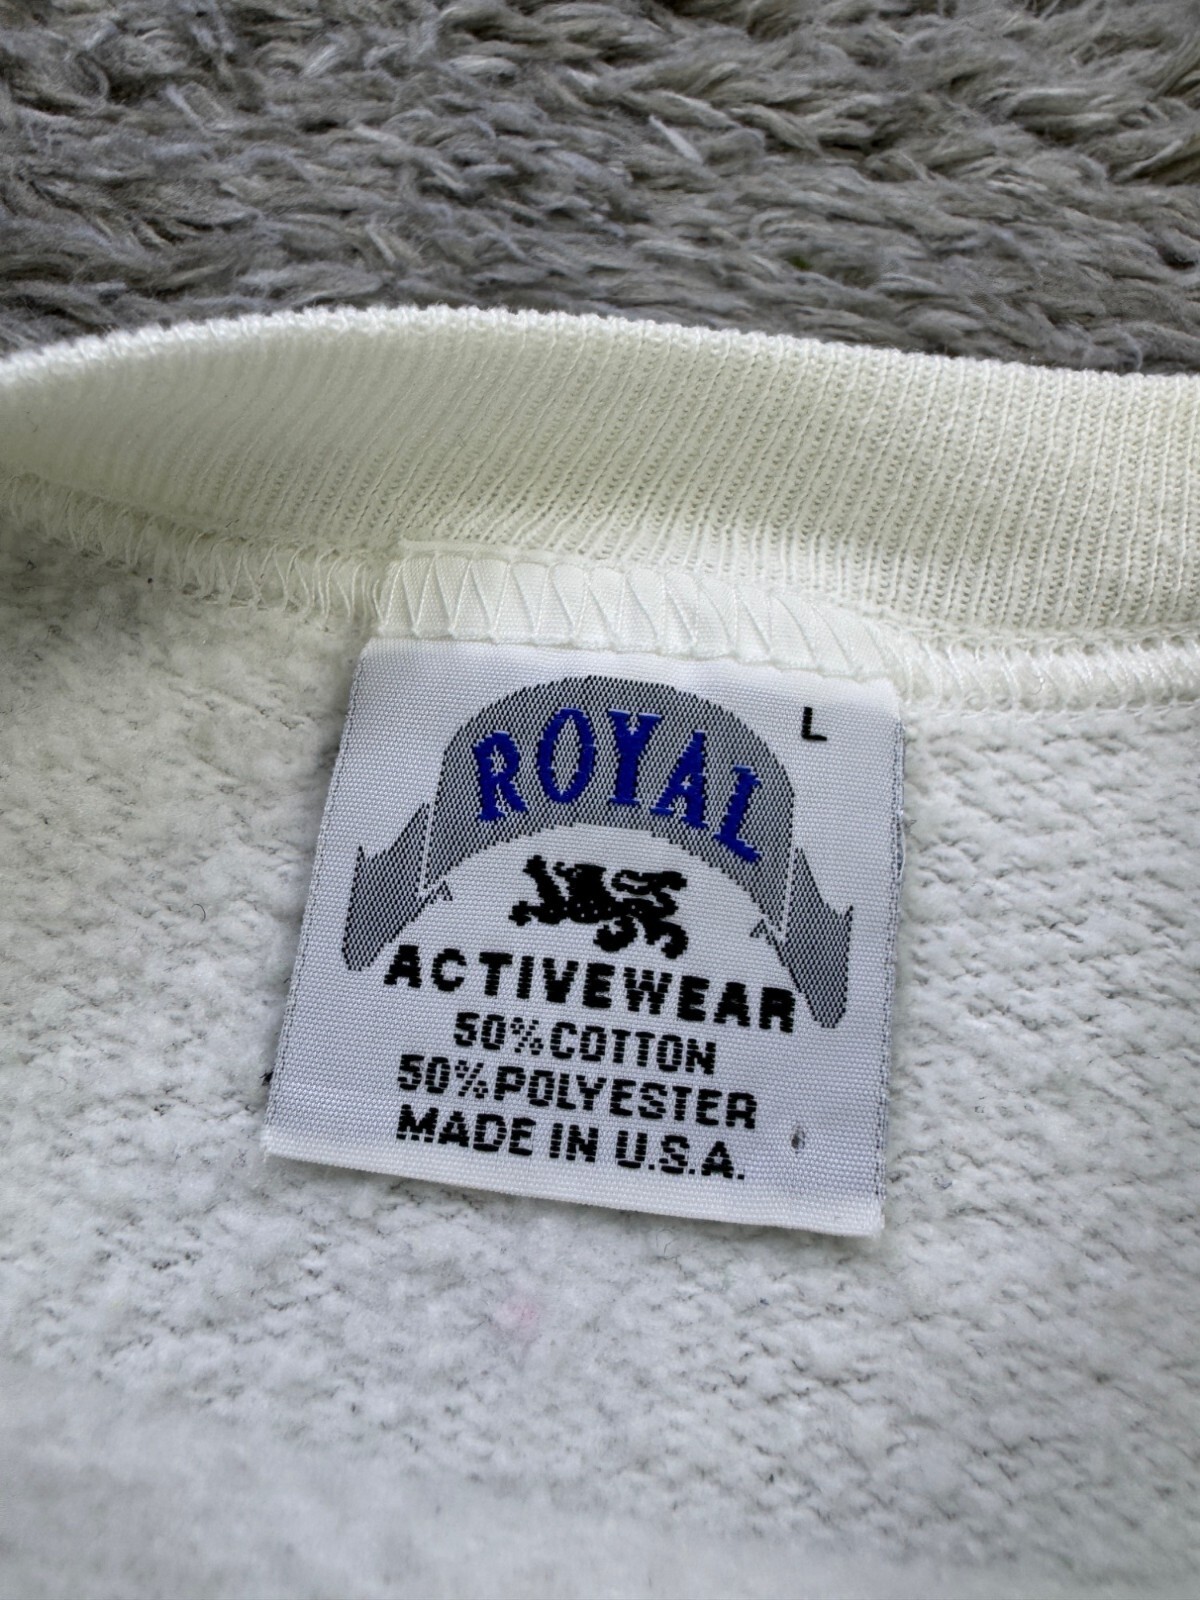 L
ROYAL
ACTIVEWEAR
50% COTTON
50% POLYESTER
MADE IN U.S.A.